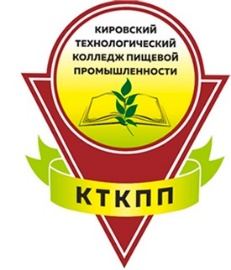 КИРОВСКИЙ
ТЕХНОЛОГИЧЕСКИЙ
КОЛЛЕДЖ ПИЩЕВОЙ
ПРОМЫШЛЕННОСТИ
КТКПП